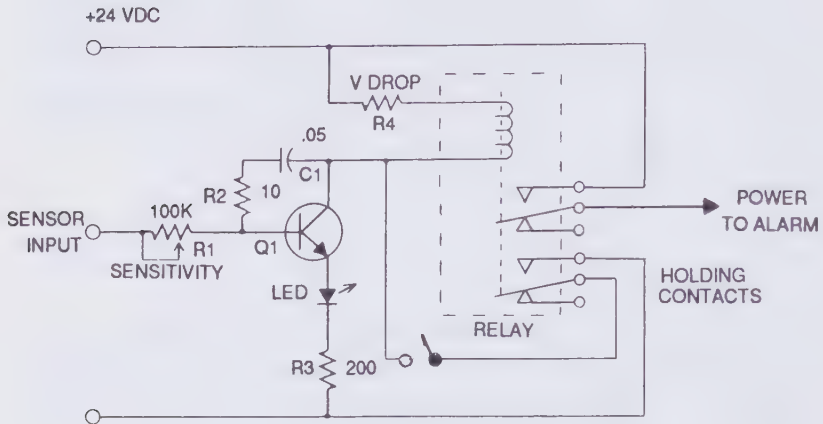 +24 VDC
V DROP
R4
.05
C1
R2
10
SENSOR
INPUT
100K
R1
SENSITIVITY
Q1
LED
R3
200
RELAY
POWER
TO ALARM
HOLDING
CONTACTS